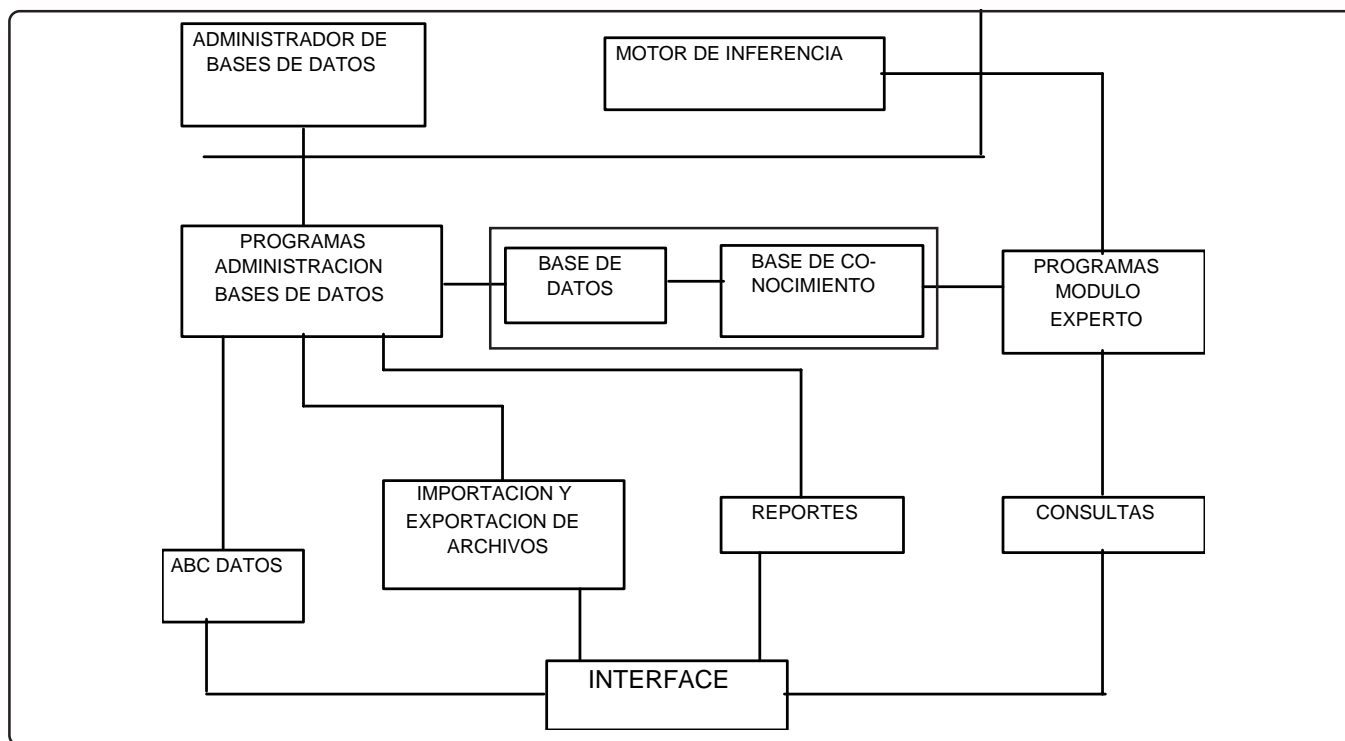 ADMINISTRADOR DE
BASES DE DATOS
MOTOR DE INFERENCIA
PROGRAMAS
ADMINISTRACION
BASES DE DATOS
BASE DE
DATOS
BASE DE CO-
NOCIMIENTO
PROGRAMAS
MODULO
EXPERTO
IMPORTACION Y
EXPORTACION DE
ARCHIVOS
REPORTES
CONSULTAS
ABC DATOS
INTERFACE